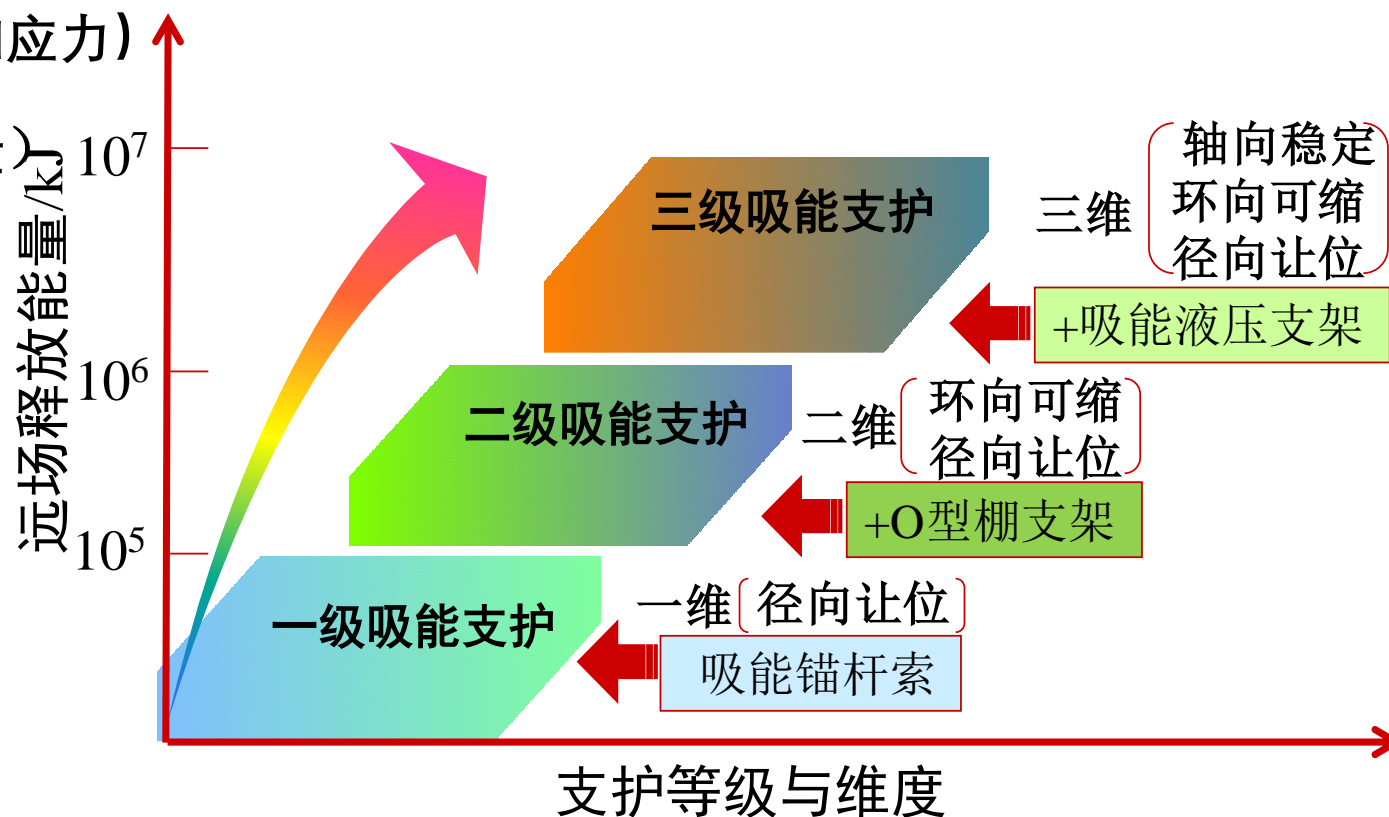 应力)
远场释放能量/kJ
10⁷
10⁶
10⁵
三级吸能支护
三维
轴向稳定
环向可缩
径向让位
+吸能液压支架
二级吸能支护
二维
环向可缩
径向让位
+O型棚支架
一级吸能支护
一维
径向让位
吸能锚杆索
支护等级与维度